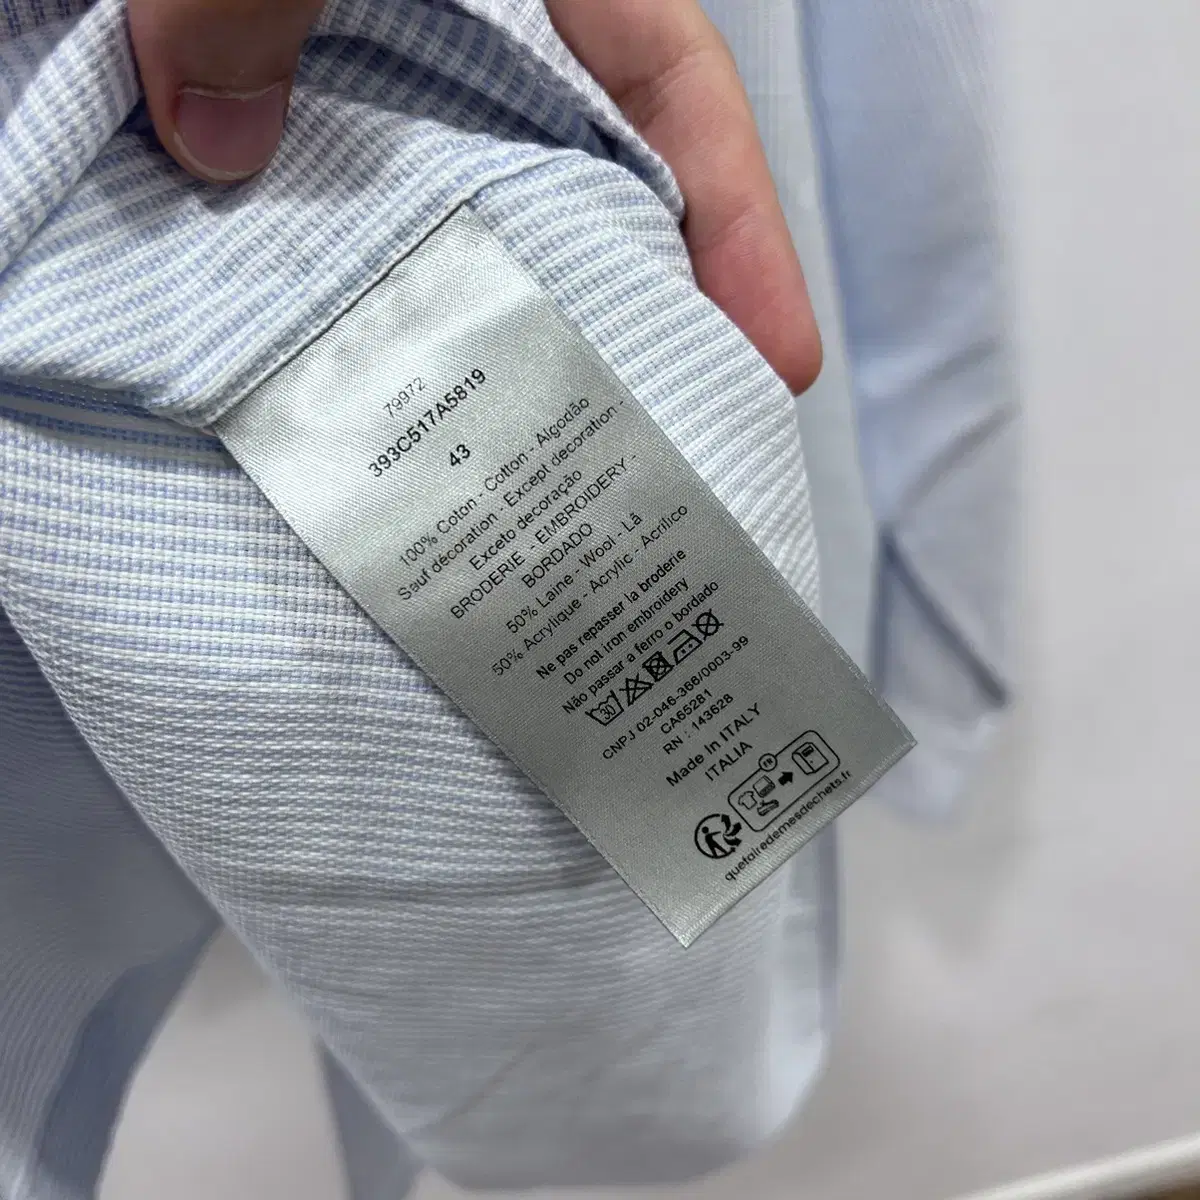 79972
393C517A5819
43
100% Coton - Cotton - Algodão
Sauf décoration - Except decoration -
Exceto decoração
BRODERIE - EMBROIDERY -
BORDADO
50% Laine - Wool - Lã
50% Acrylique - Acrylic - Acrílico
Ne pas repasser la broderie
Do not iron embroidery
Não passar a ferro o bordado
30
CNPJ 02-046-368/0003-99
CA65281
RN : 143628
Made in ITALY
ITALIA
FR
quefairedemesdechets.fr